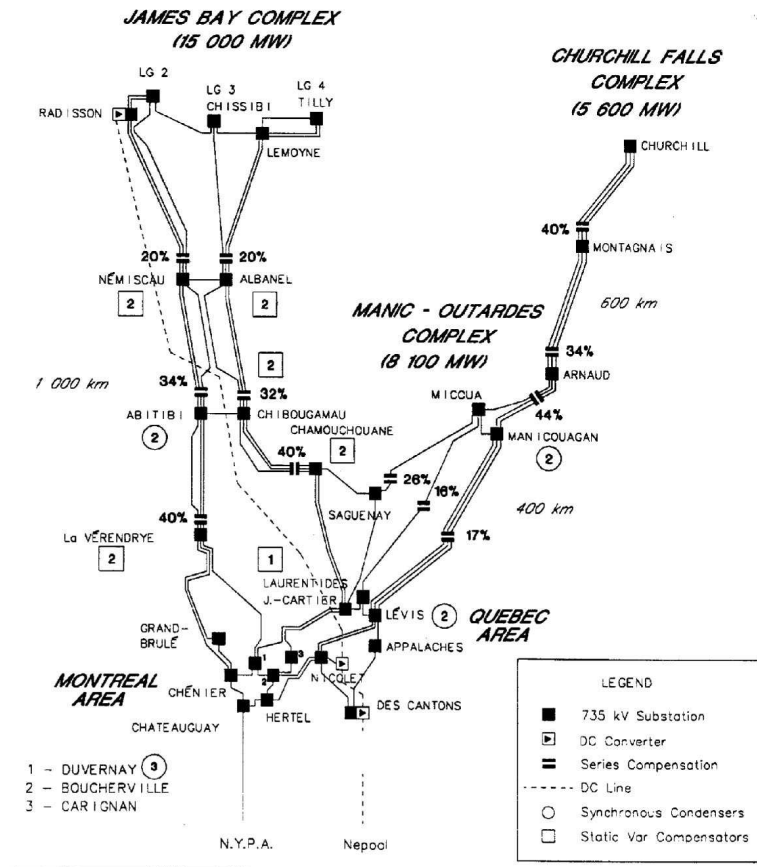 JAMES BAY COMPLEX
(15 000 MW)
CHURCHILL FALLS
COMPLEX
(5 600 MW)
LG 2
LG 3
CHISSIBI
LG 4
TILLY
RADISSON
LEMOYNE
CHURCHILL
40%
MONTAGNAIS
20%
20%
NÉMISCAU
ALBANEL
2
2
600 km
MANIC - OUTARDES
COMPLEX
(8 100 MW)
34%
ARNAUD
2
1 000 km
34%
32%
MICOUA
44%
ABITIBI
CHIBOUGAMAU
2
CHAMOUCHOUANE
2
MANICOUAGAN
2
40%
26%
16%
SAGUENAY
400 km
40%
17%
La VÉRENDRYE
2
1
LAURENTIDES
J.-CARTIER
LÉVIS
2
QUEBEC
AREA
GRAND-
BRULÉ
APPALACHES
1
3
2
NICOLET
MONTREAL
AREA
CHÉNIER
HERTEL
DES CANTONS
CHATEAUGUAY
1 - DUVERNAY 3
2 - BOUCHERVILLE
3 - CARIGNAN
N.Y.P.A.
Nepool
LEGEND
735 kV Substation
DC Converter
Series Compensation
DC Line
Synchronous Condensers
Static Var Compensators